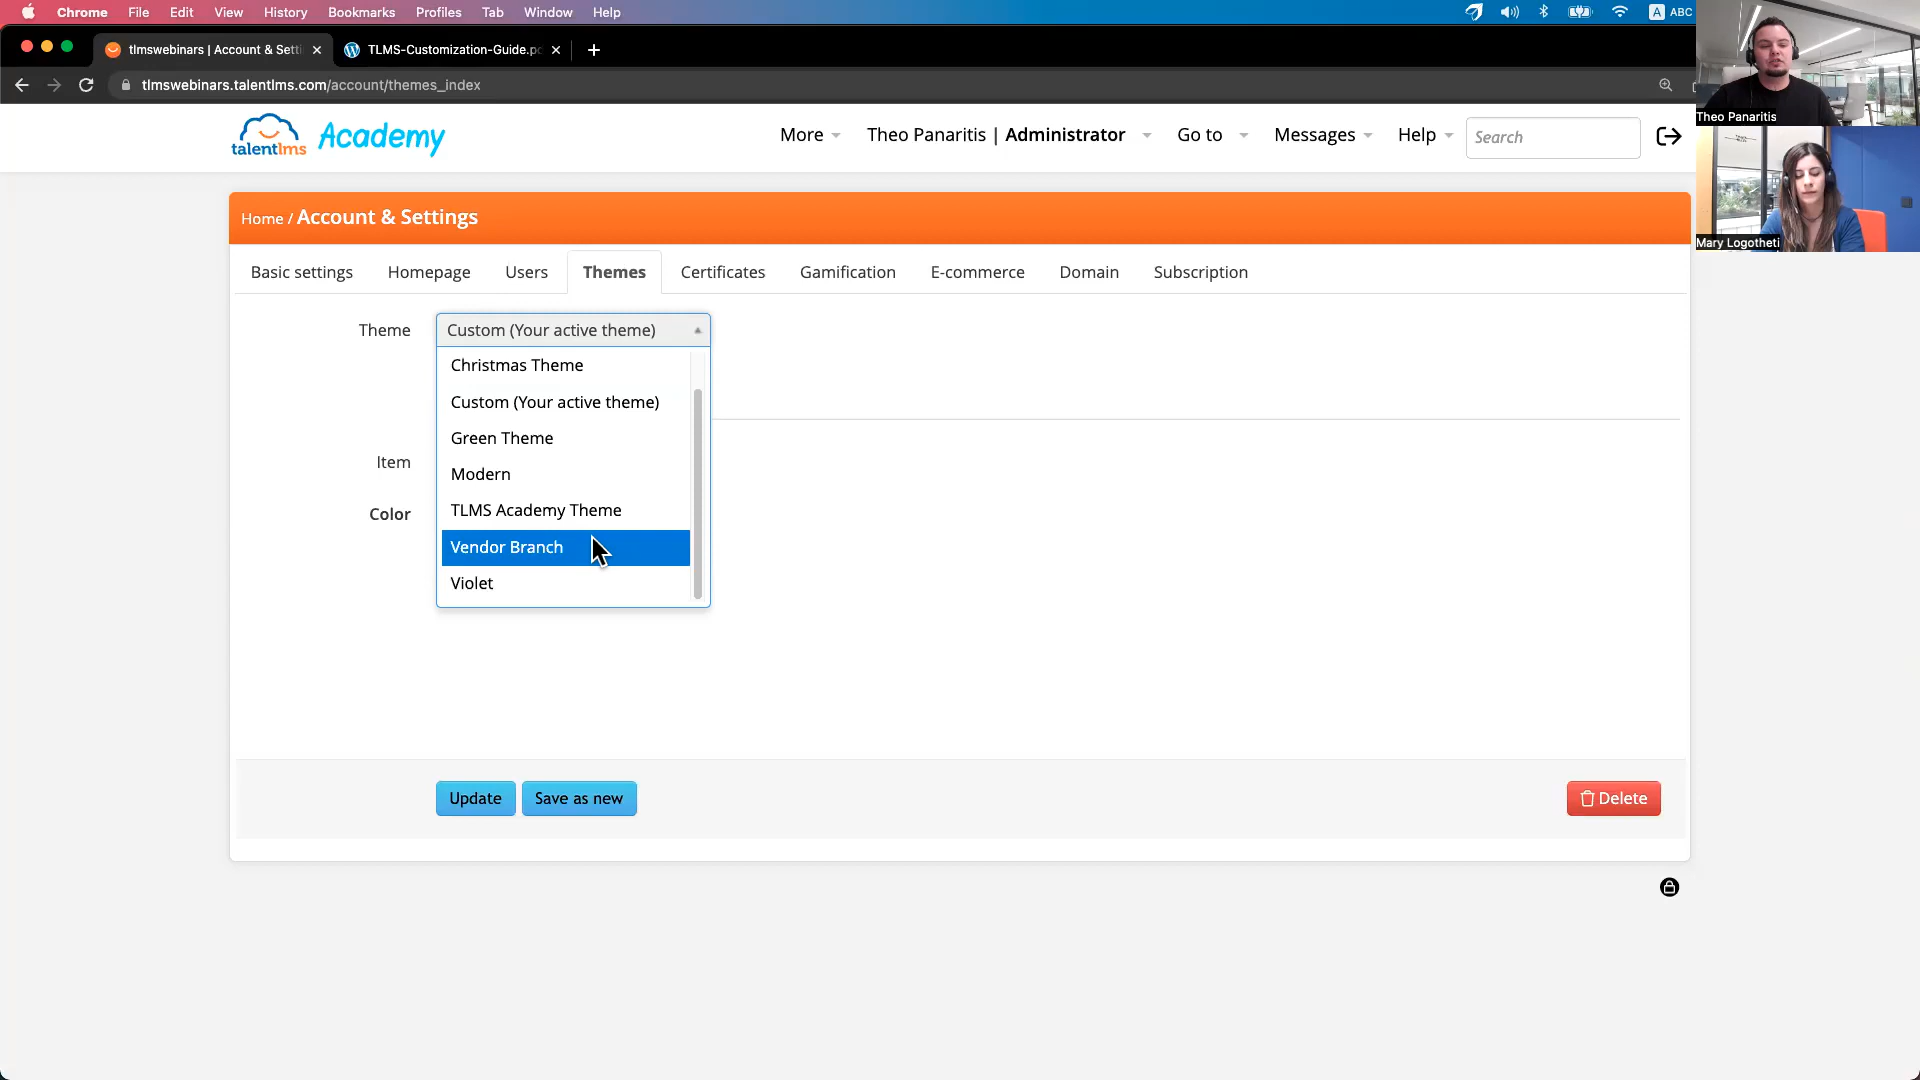 Chrome File Edit View History Bookmarks Profiles Tab Window Help
A ABC
tlmswebinars | Account & Setti
TLMS-Customization-Guide.p
tlmswebinars.talentlms.com/account/themes_index
talentlms Academy
More
Theo Panaritis | Administrator
Go to
Messages
Help
Search
Theo Panaritis
Mary Logotheti
Home / Account & Settings
Basic settings Homepage Users Themes Certificates Gamification E-commerce Domain Subscription
Theme
Custom (Your active theme)
Christmas Theme
Custom (Your active theme)
Green Theme
Modern
TLMS Academy Theme
Vendor Branch
Violet
Item
Color
Update
Save as new
Delete